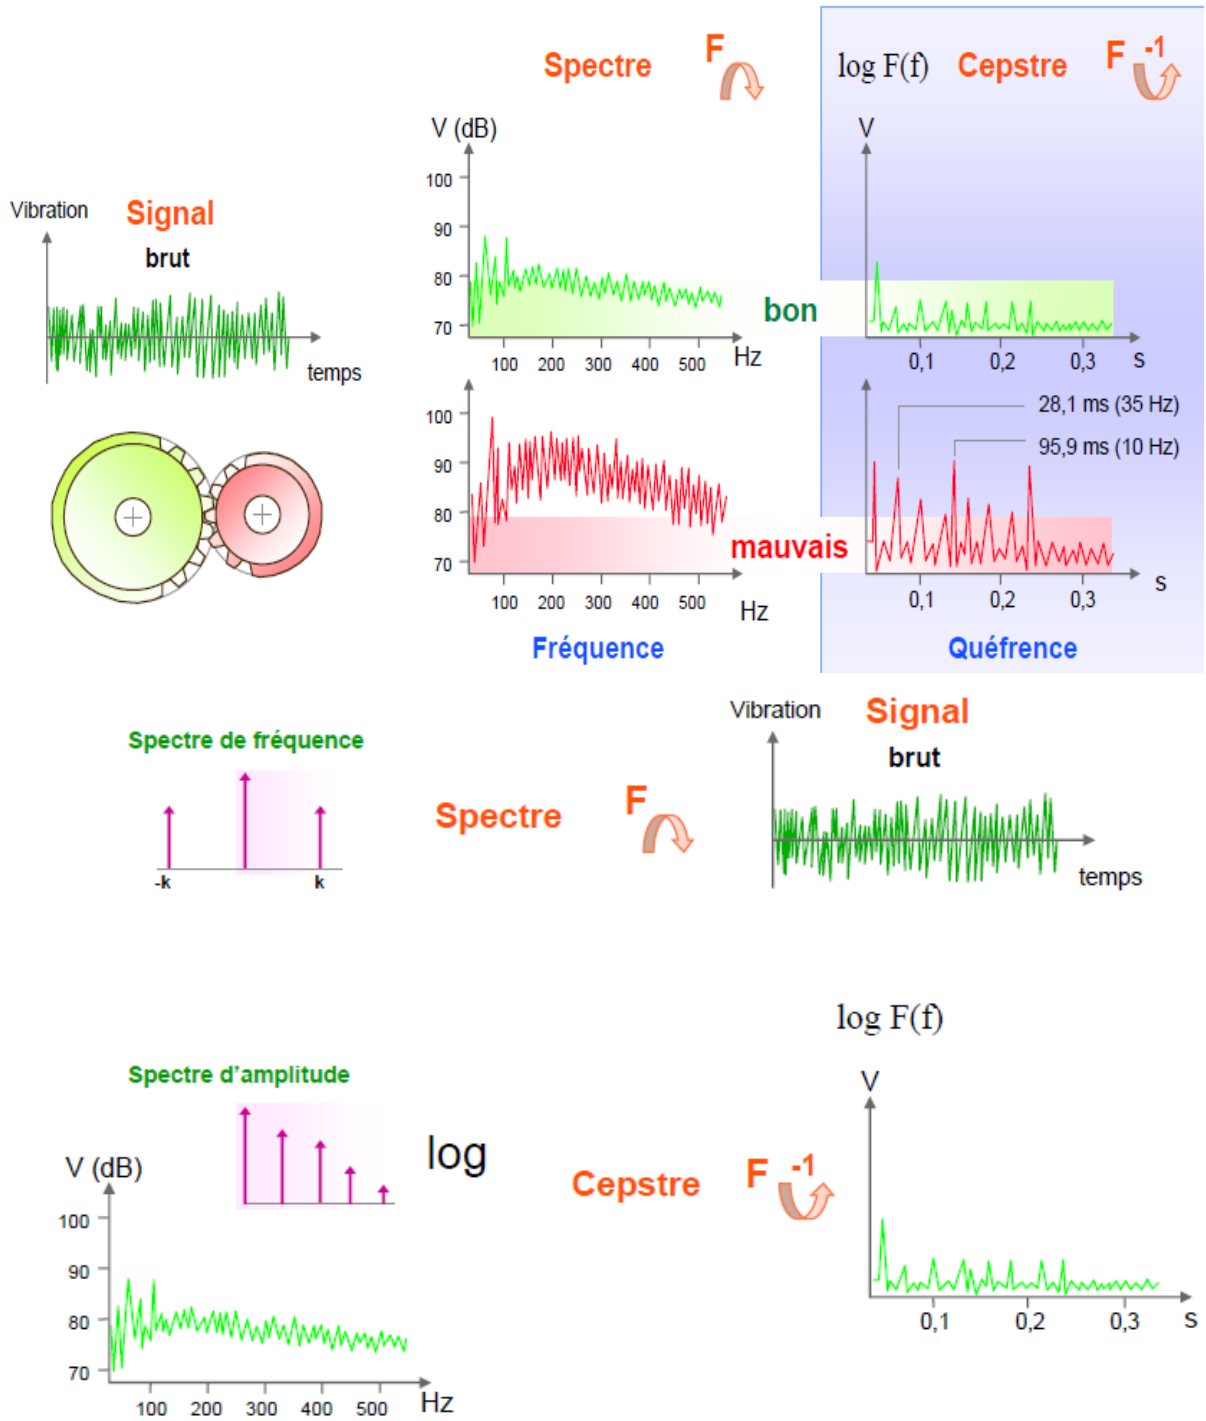 Spectre F
log F(f) Cepstre F -1
V (dB)
100
90
80
70
100 200 300 400 500 Hz
V
0,1 0,2 0,3 s
Vibration Signal
brut
temps
bon
100
90
80
70
100 200 300 400 500 Hz
mauvais
28,1 ms (35 Hz)
95,9 ms (10 Hz)
0,1 0,2 0,3 s
Fréquence
Quéfrence
Spectre de fréquence
-k k
Spectre F
Vibration Signal
brut
temps
log F(f)
Spectre d’amplitude
log
V (dB)
100
90
80
70
100 200 300 400 500 Hz
Cepstre F -1
V
0,1 0,2 0,3 s